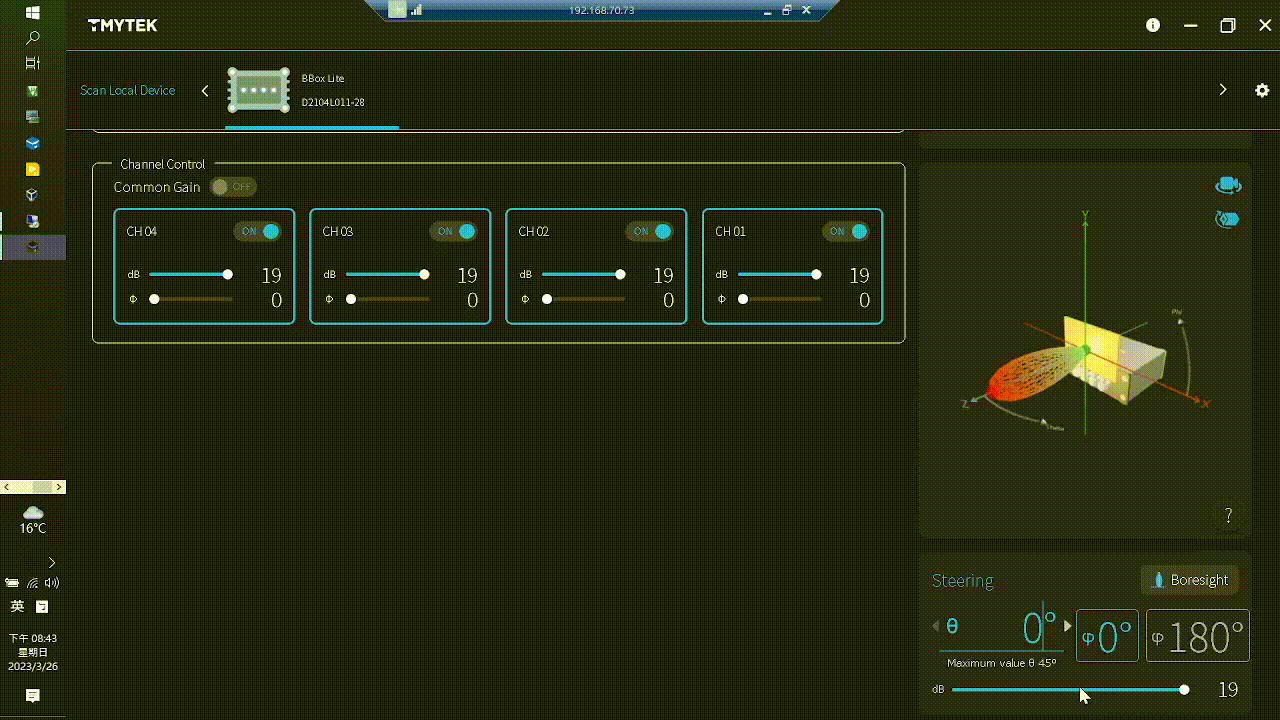 192.168.70.73
TMYTEK
Scan Local Device
BBox Lite
D2104L011-28
Channel Control
Common Gain OFF
CH 04 ON
dB 19
Φ 0
CH 03 ON
dB 19
Φ 0
CH 02 ON
dB 19
Φ 0
CH 01 ON
dB 19
Φ 0
Y
Phi
Z
Theta
X
?
16°C
英
下午 08:43
星期日
2023/3/26
Steering
Boresight
θ 0°
φ 0°
φ 180°
Maximum value θ 45°
dB 19